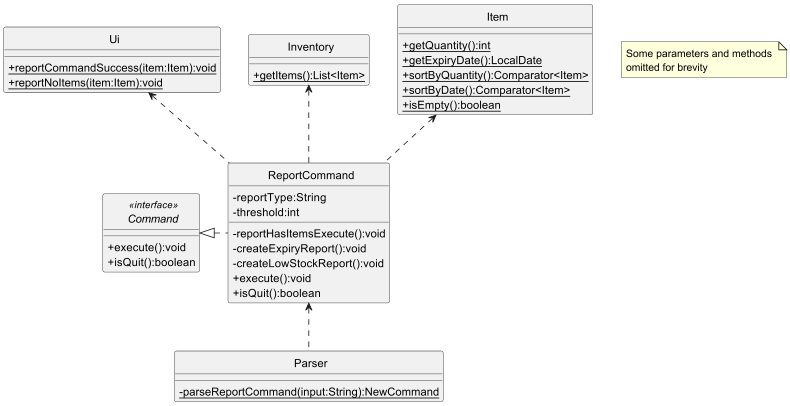 Ui
+reportCommandSuccess(item:Item):void
+reportNoItems(item:Item):void
Inventory
+getItems():List<Item>
Item
+getQuantity():int
+getExpiryDate():LocalDate
+sortByQuantity():Comparator<Item>
+sortByDate():Comparator<Item>
+isEmpty():boolean
Some parameters and methods
omitted for brevity
«interface»
Command
+execute():void
+isQuit():boolean
ReportCommand
-reportType:String
-threshold:int
-reportHasItemsExecute():void
-createExpiryReport():void
-createLowStockReport():void
+execute():void
+isQuit():boolean
Parser
-parseReportCommand(input:String):NewCommand